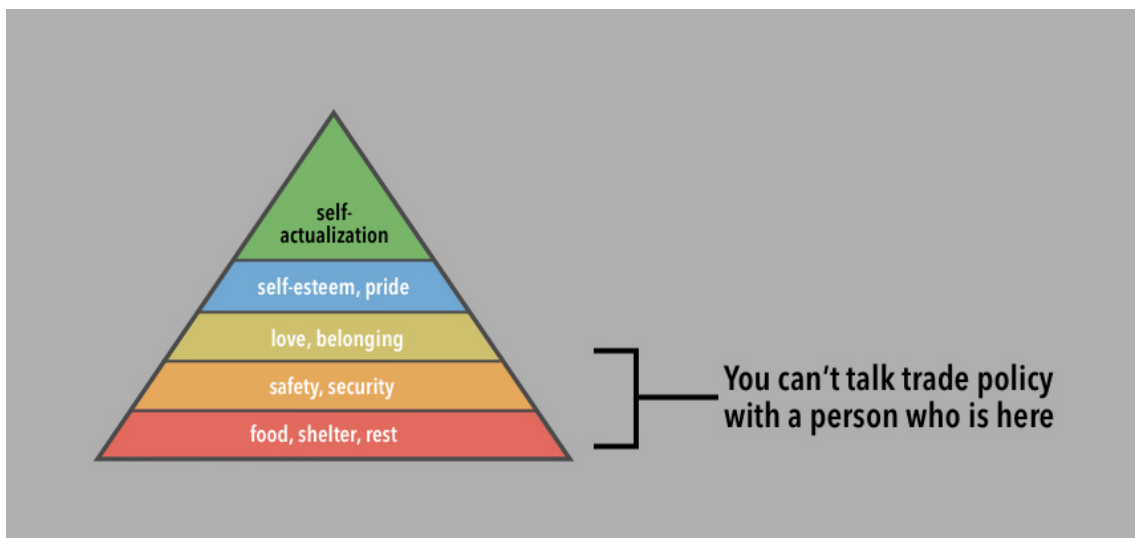 self-
actualization
self-esteem, pride
love, belonging
safety, security
food, shelter, rest
You can't talk trade policy
with a person who is here